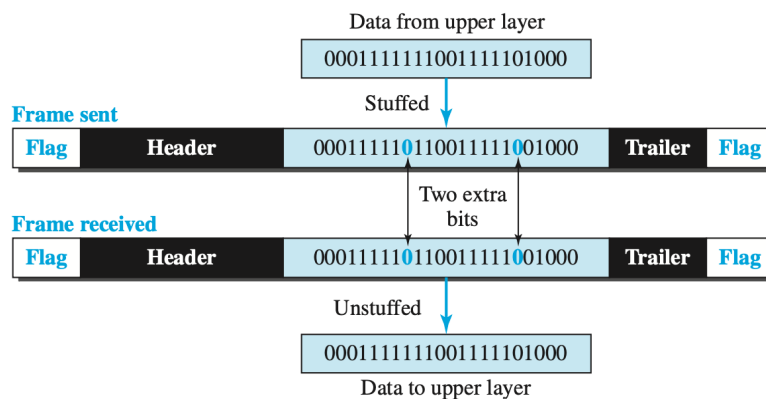 Data from upper layer
0001111111001111101000
Stuffed
Frame sent
Flag Header 000111110110011111001000 Trailer Flag
Two extra
bits
Frame received
Flag Header 000111110110011111001000 Trailer Flag
Unstuffed
0001111111001111101000
Data to upper layer